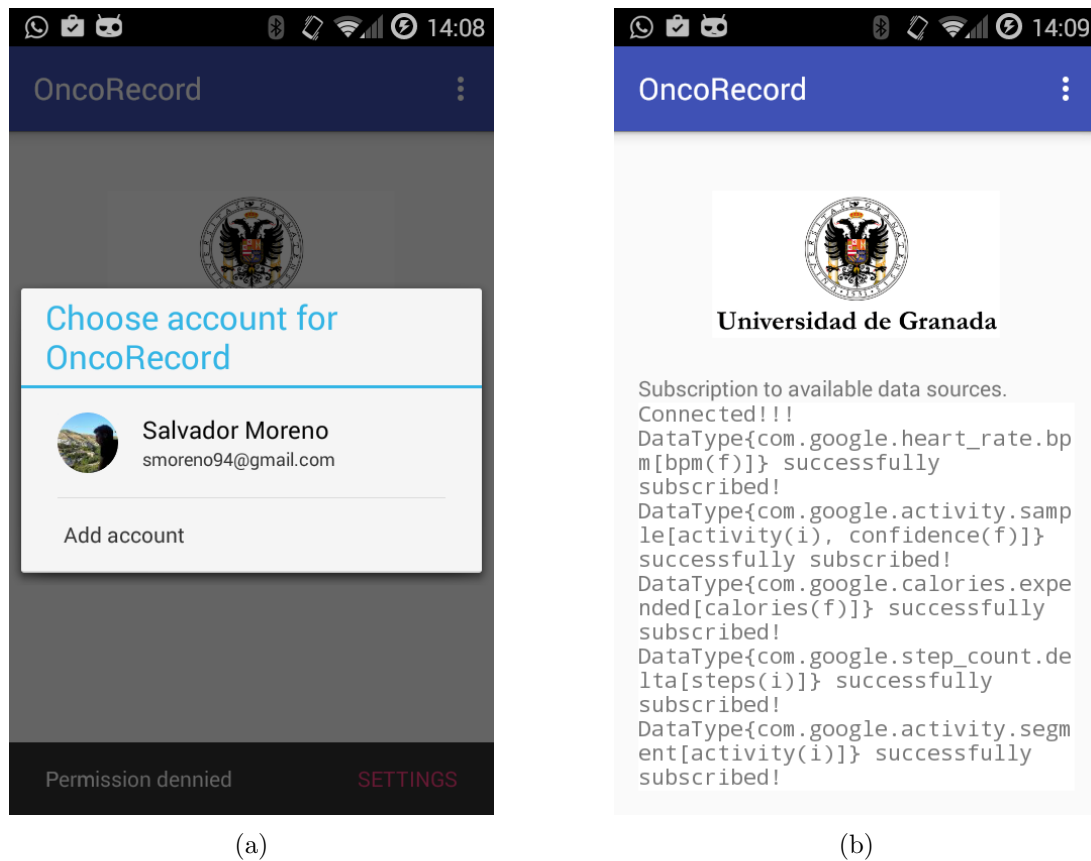 14:08
OncoRecord
Choose account for
OncoRecord
Salvador Moreno
smoreno94@gmail.com
Add account
Permission dennied
SETTINGS
(a)
14:09
OncoRecord
Universidad de Granada
Subscription to available data sources.
Connected!!!
DataType{com.google.heart_rate.bp
m[bpm(f)]} successfully
subscribed!
DataType{com.google.activity.samp
le[activity(i), confidence(f)]}
successfully subscribed!
DataType{com.google.calories.expe
nded[calories(f)]} successfully
subscribed!
DataType{com.google.step_count.de
lta[steps(i)]} successfully
subscribed!
DataType{com.google.activity.segm
ent[activity(i)]} successfully
subscribed!
(b)